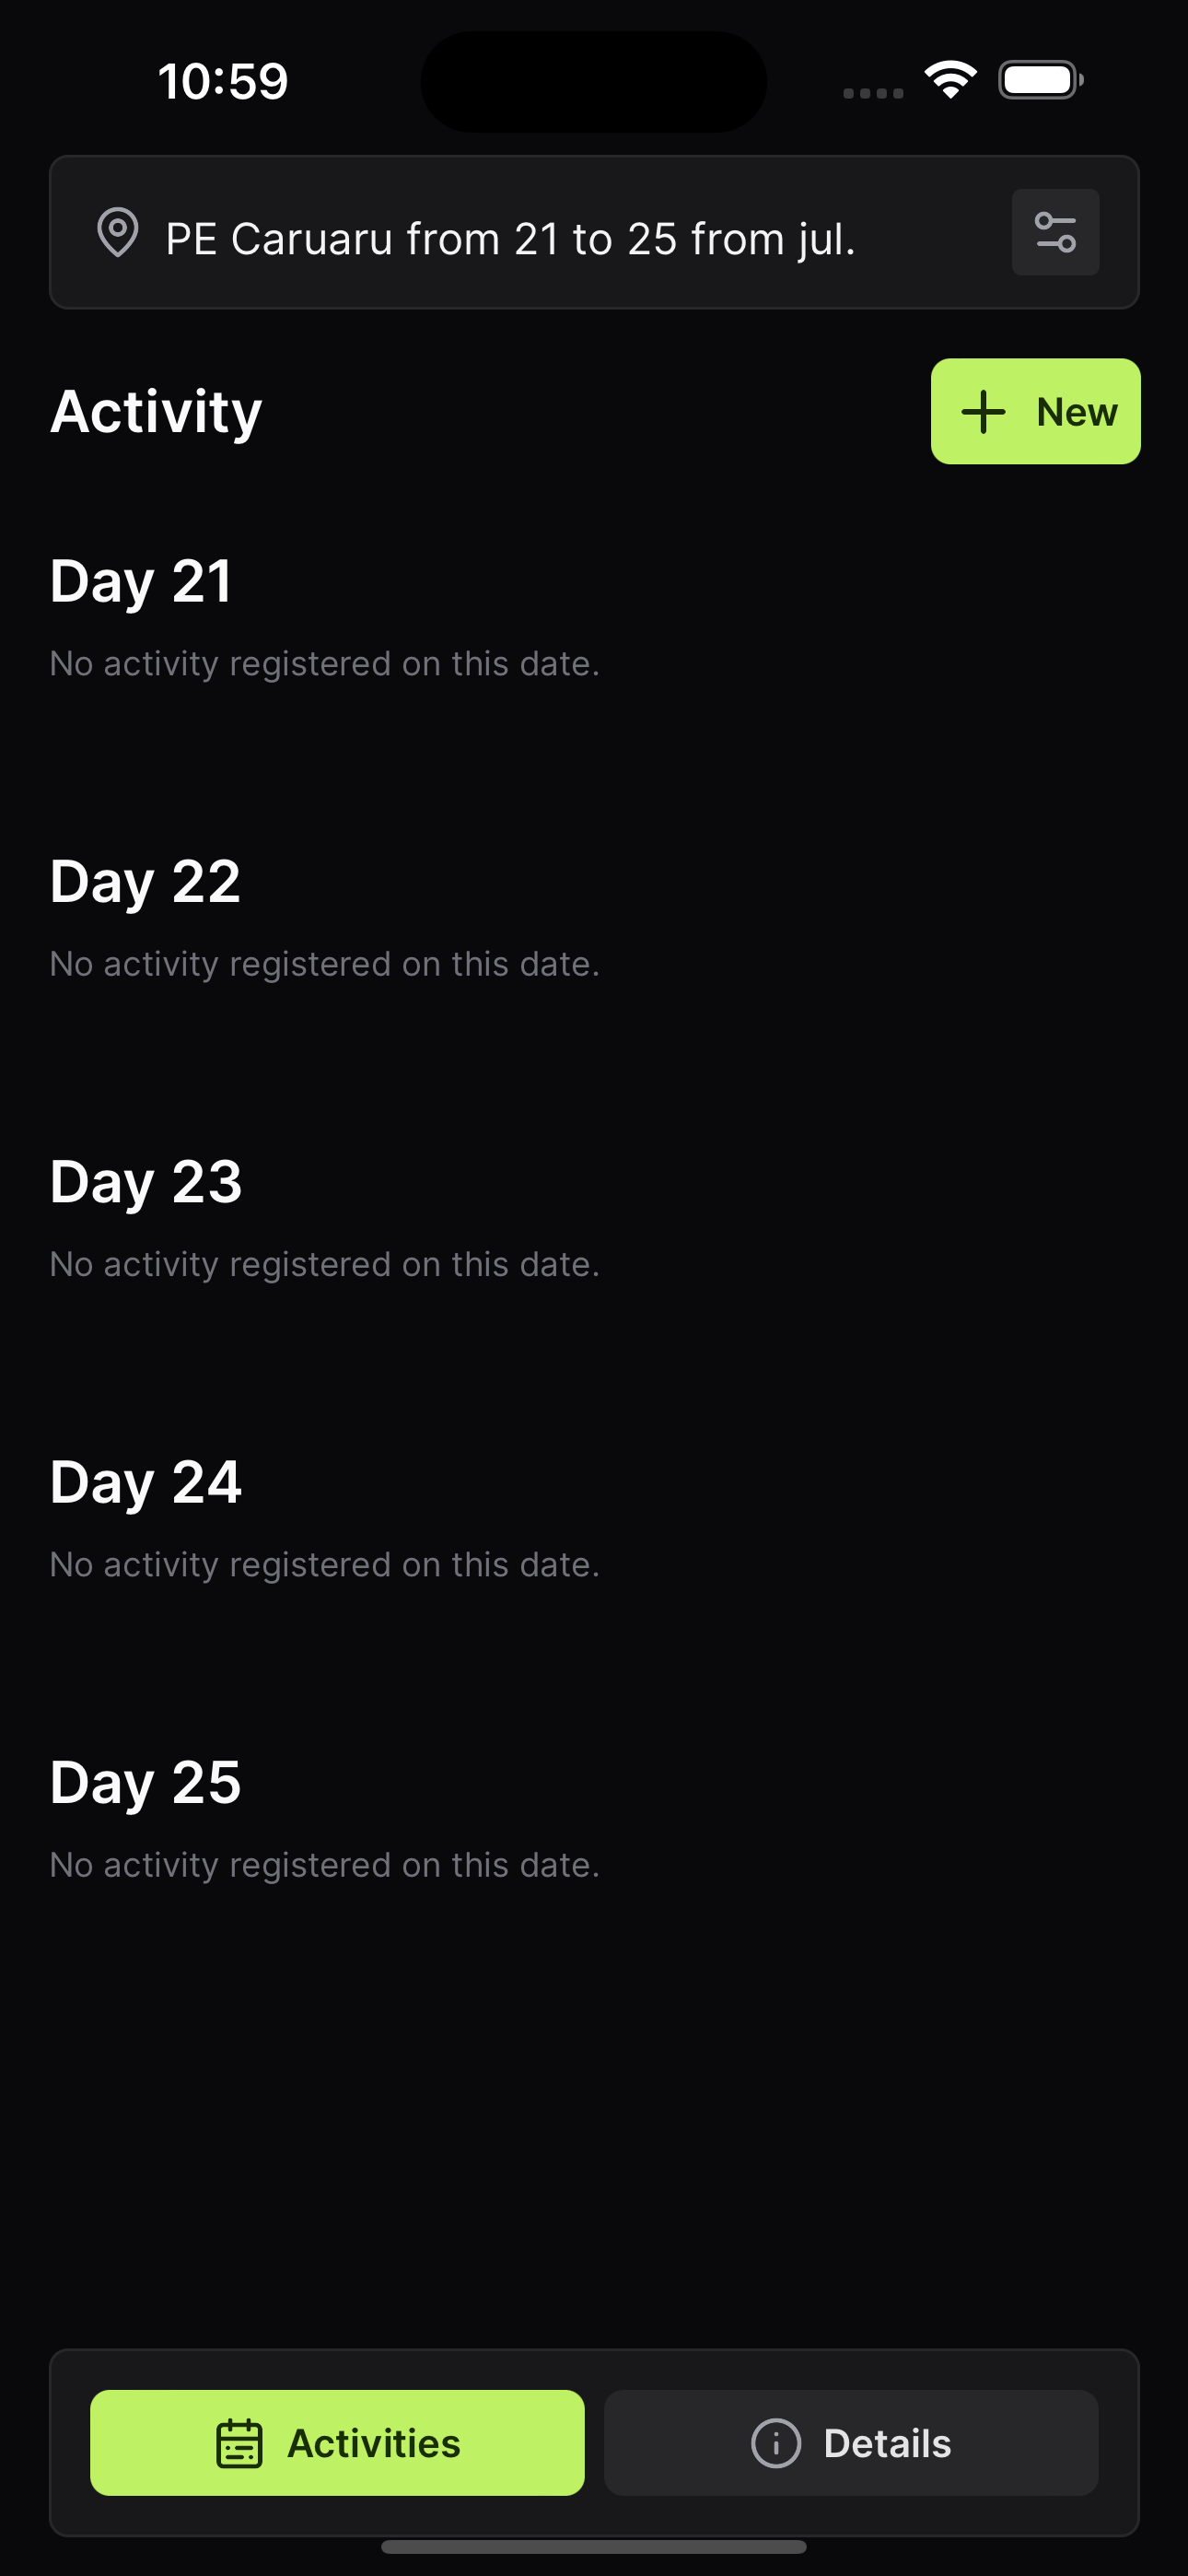 10:59
PE Caruaru from 21 to 25 from jul.
Activity
New
Day 21
No activity registered on this date.
Day 22
No activity registered on this date.
Day 23
No activity registered on this date.
Day 24
No activity registered on this date.
Day 25
No activity registered on this date.
Activities
Details